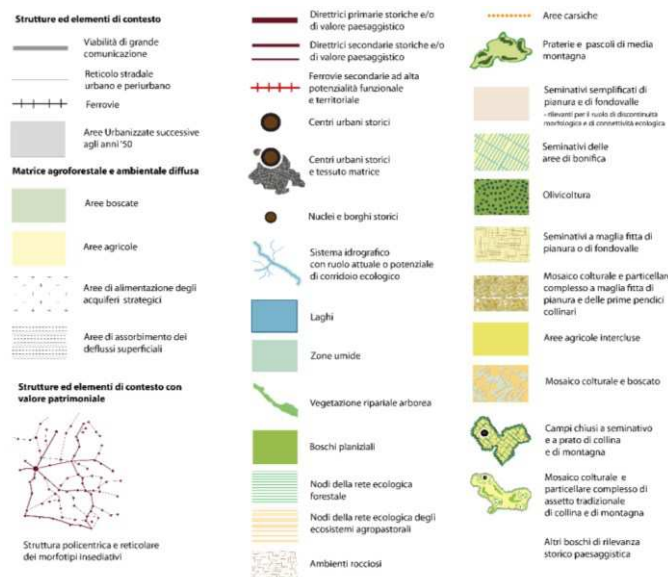 Strutture ed elementi di contesto
Viabilità di grande
comunicazione
Reticolo stradale
urbano e periurbano
Ferrovie
Aree Urbanizzate successive
agli anni '50
Matrice agroforestale e ambientale diffusa
Aree boscate
Aree agricole
Aree di alimentazione degli
acquiferi strategici
Aree di assorbimento dei
deflussi superficiali
Strutture ed elementi di contesto con
valore patrimoniale
Struttura policentrica e reticolare
dei morfotipi insediativi
Direttrici primarie storiche e/o
di valore paesaggistico
Direttrici secondarie storiche e/o
di valore paesaggistico
Ferrovie secondarie ad alta
potenzialità funzionale
e territoriale
Centri urbani storici
Centri urbani storici
e tessuto matrice
Nuclei e borghi storici
Sistema idrografico
con ruolo attuale o potenziale
di corridoio ecologico
Laghi
Zone umide
Vegetazione ripariale arborea
Boschi planiziali
Nodi della rete ecologica
forestale
Nodi della rete ecologica degli
ecosistemi agropastorali
Ambienti rocciosi
Aree carsiche
Praterie e pascoli di media
montagna
Seminativi semplificati di
pianura e di fondovalle
- rilevanti per il ruolo di discontinuità
morfologica e di connettività ecologica
Seminativi delle
aree di bonifica
Olivicoltura
Seminativi a maglia fitta di
pianura o di fondovalle
Mosaico colturale e particellare
complesso a maglia fitta di
pianura e delle prime pendici
collinari
Aree agricole intercluse
Mosaico colturale e boscato
Campi chiusi a seminativo
e a prato di collina
e di montagna
Mosaico colturale e
particellare complesso di
assetto tradizionale
di collina e di montagna
Altri boschi di rilevanza
storico paesaggistica